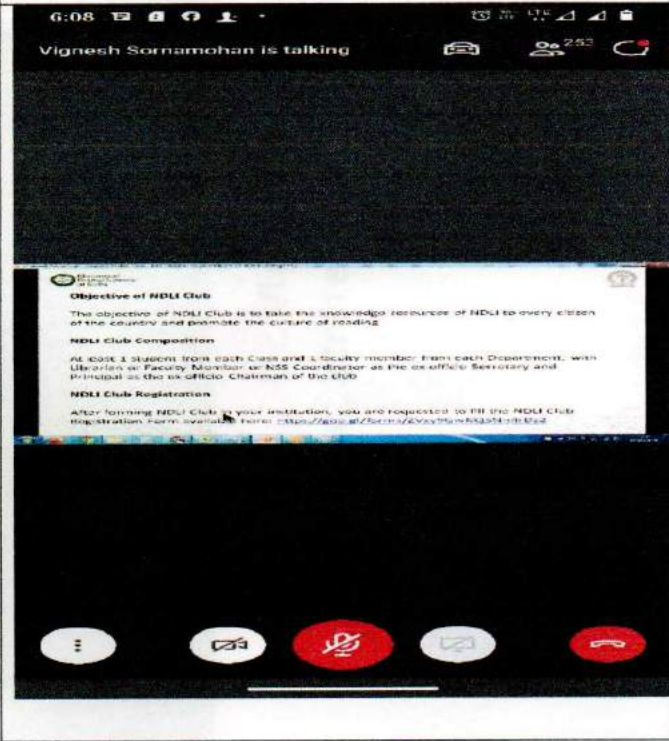 6:08
Vignesh Sornamohan is talking
253
Objective of NDLI Club
The objective of NDLI Club is to take the knowledge resources of NDLI to every citizen
of the country and promote the culture of reading
NDLI Club Composition
At least 1 student from each Class and 1 faculty member from each Department, with
Librarian or Faculty Member or NSS Coordinator as the ex officio Secretary and
Principal as the ex-officio Chairman of the club
NDLI Club Registration
After forming NDLI Club in your institution, you are requested to fill the NDLI Club
Registration Form available here: